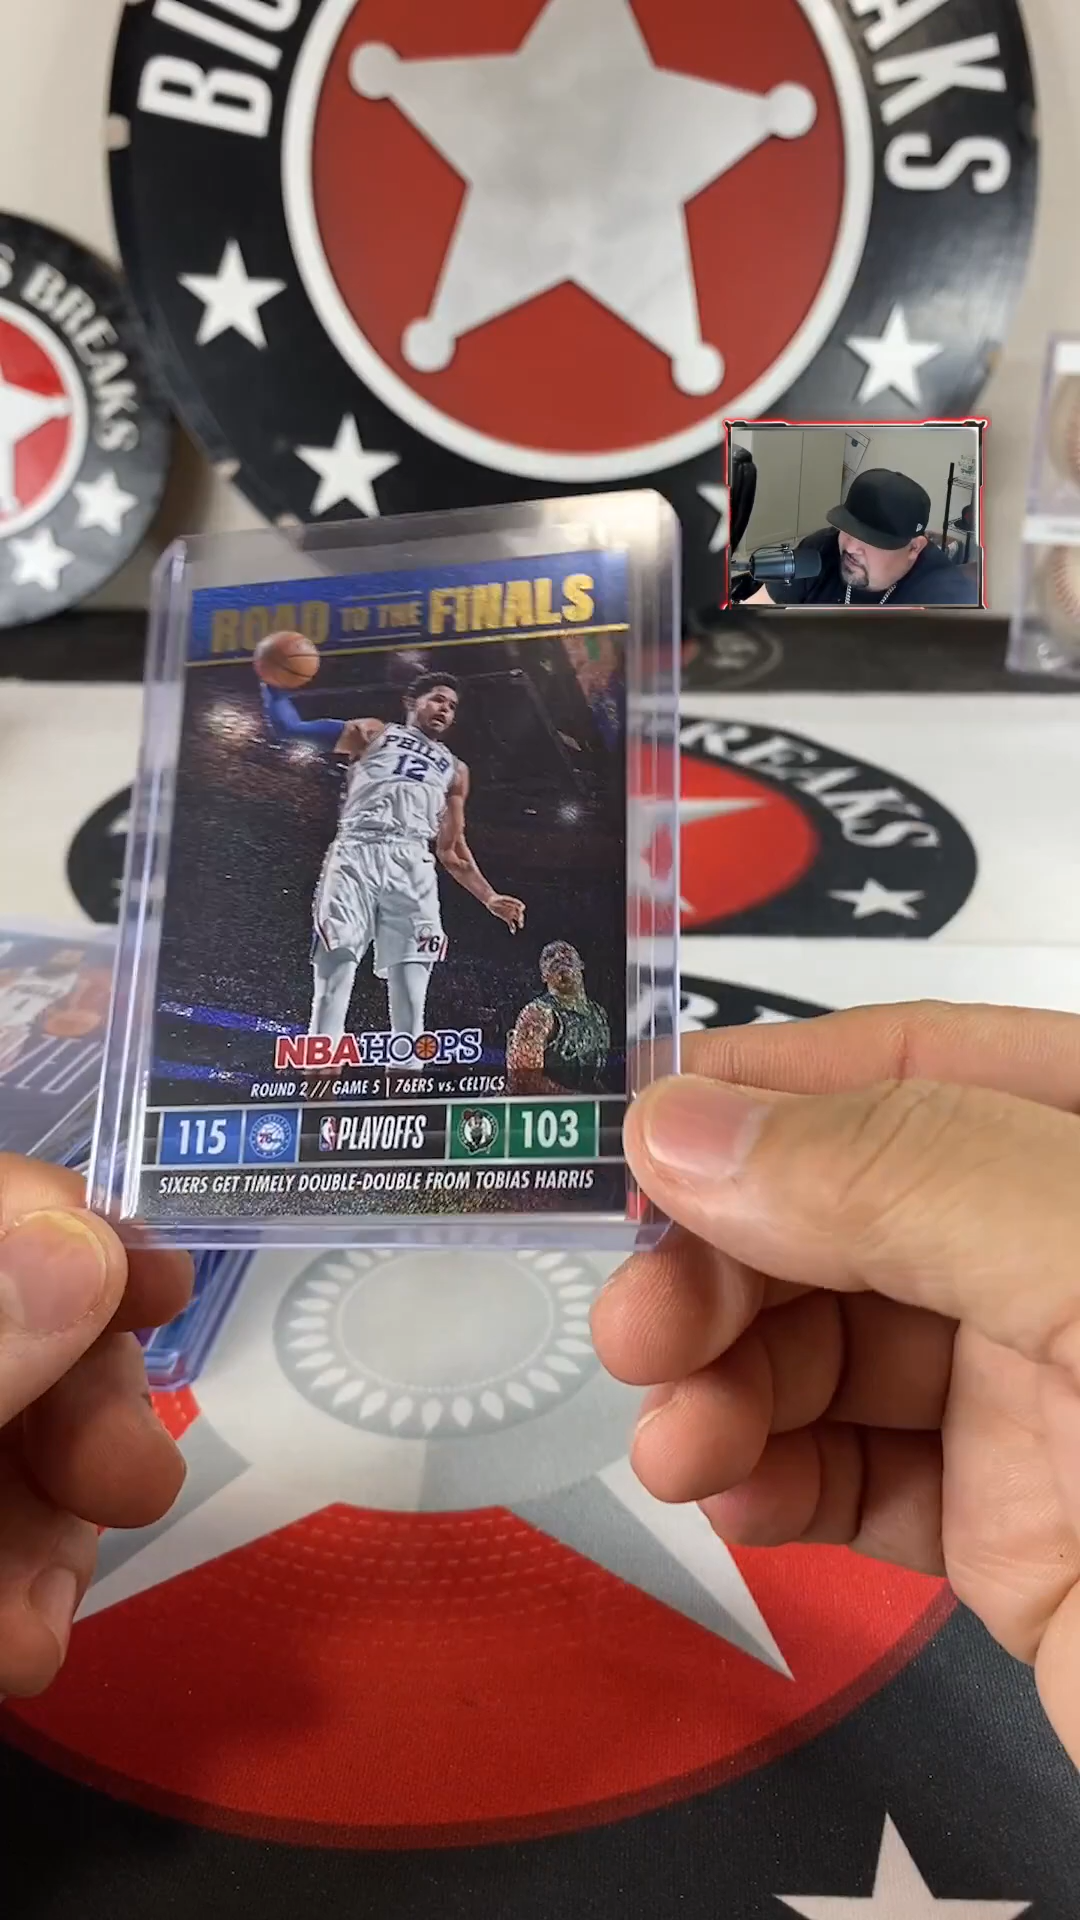 S BREAKS
ROAD TO THE FINALS
PHILA
12
76
NBA HOOPS
ROUND 2 // GAME 5 | 76ERS vs. CELTICS
115 76 PLAYOFFS 103
SIXERS GET TIMELY DOUBLE-DOUBLE FROM TOBIAS HARRIS
REAKS